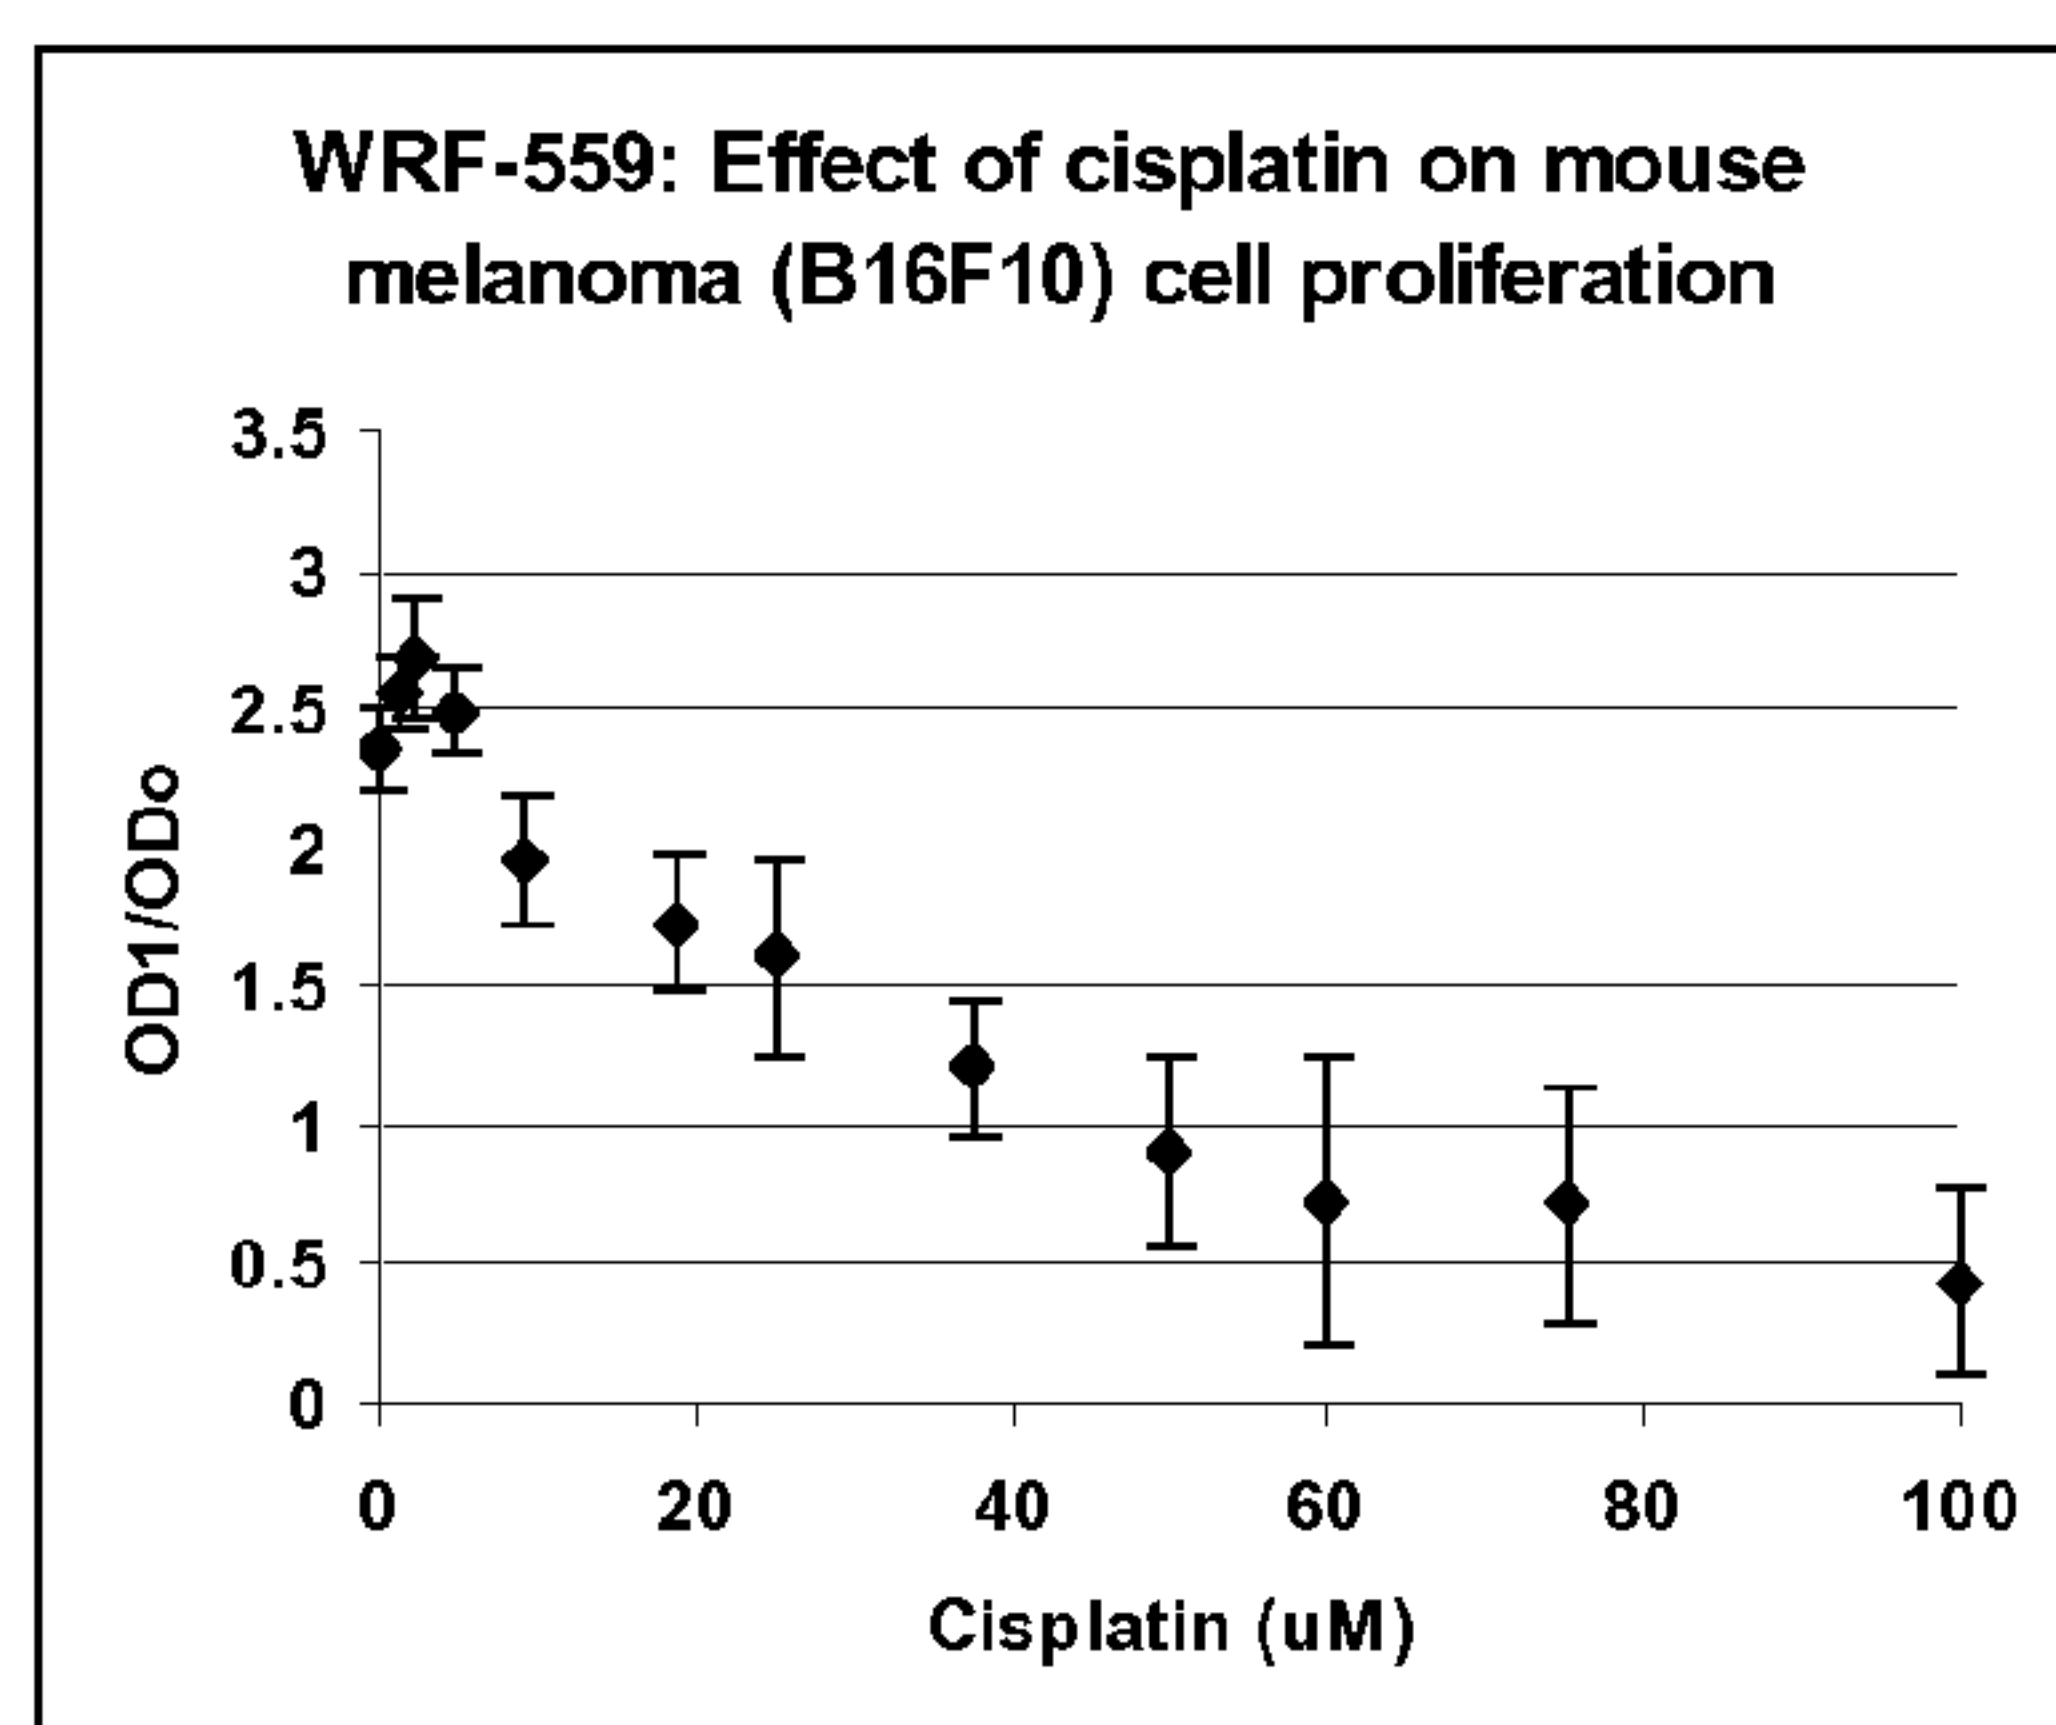 WRF-559: Effect of cisplatin on mouse
melanoma (B16F10) cell proliferation
3.5
3
2.5
2
1.5
1
0.5
0
OD1/ODo
0 20 40 60 80 100
Cisplatin (uM)